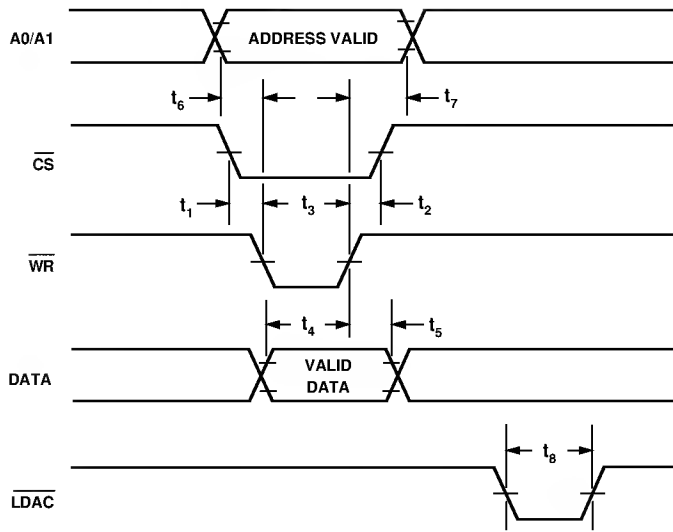 A0/A1 ADDRESS VALID
t6 t7
CS
t1 t3 t2
WR
t4 t5
DATA VALID DATA
t8
LDAC